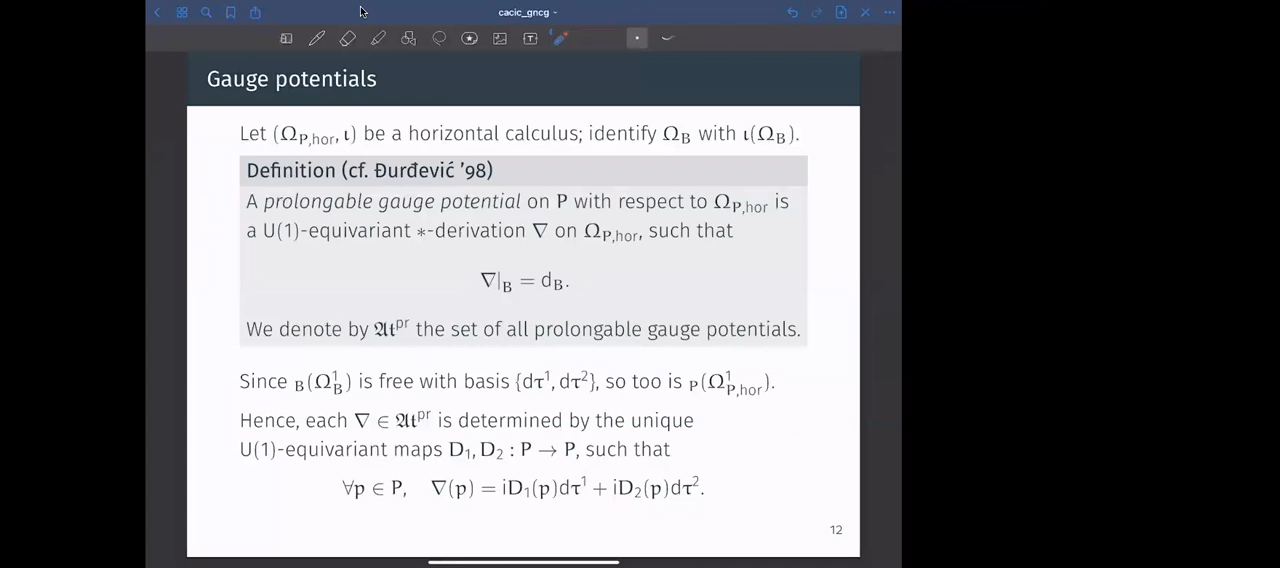 cacic_gncg
Gauge potentials
Let (Ω_P,hor, ι) be a horizontal calculus; identify Ω_B with ι(Ω_B).
Definition (cf. Đurđević ’98)
A prolongable gauge potential on P with respect to Ω_P,hor is
a U(1)-equivariant ∗-derivation ∇ on Ω_P,hor, such that
∇|_B = d_B.
We denote by 𝔄𝔱^pr the set of all prolongable gauge potentials.
Since _B(Ω^1_B) is free with basis {dτ^1, dτ^2}, so too is _P(Ω^1_P,hor).
Hence, each ∇ ∈ 𝔄𝔱^pr is determined by the unique
U(1)-equivariant maps D_1, D_2 : P → P, such that
∀p ∈ P, ∇(p) = iD_1(p)dτ^1 + iD_2(p)dτ^2.
12